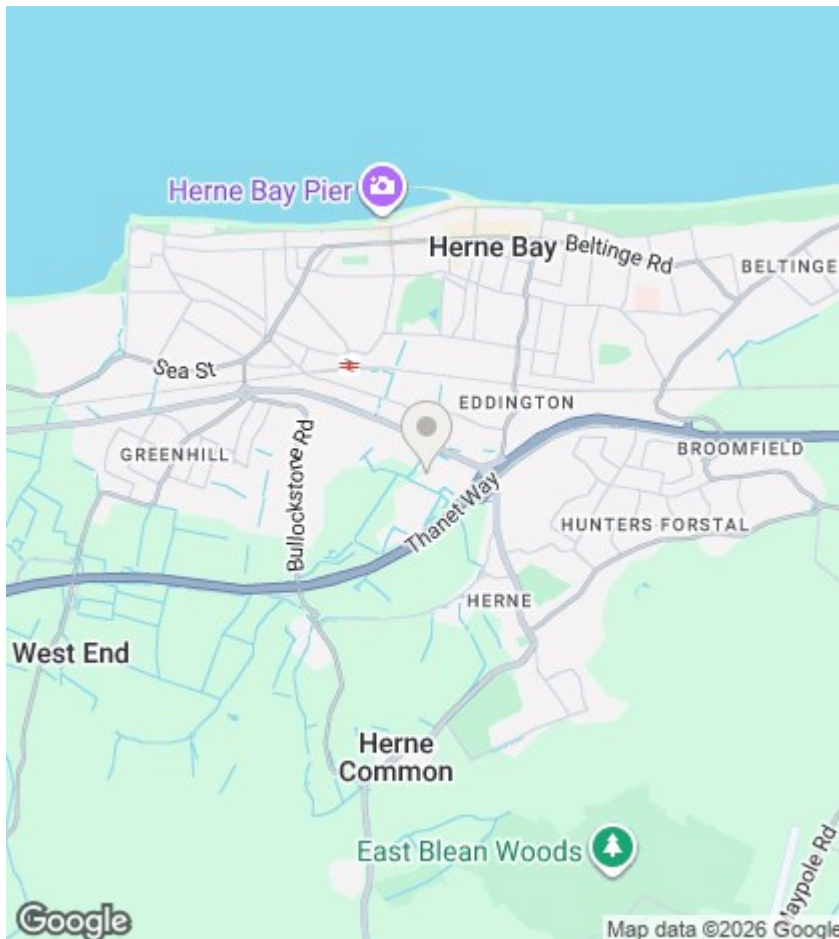 Herne Bay Pier
Herne Bay
Beltinge Rd
BELTINGE
Sea St
EDDINGTON
GREENHILL
Bullockstone Rd
BROOMFIELD
Thanet Way
HUNTERS FORSTAL
HERNE
West End
Herne
Common
East Blean Woods
Maypole Rd
Google
Map data ©2026 Google